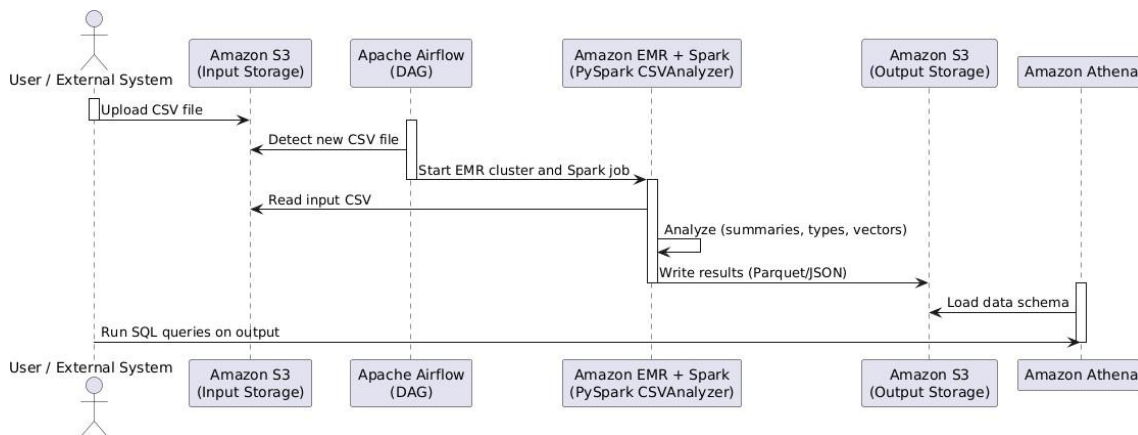 User / External System
Amazon S3
(Input Storage)
Apache Airflow
(DAG)
Amazon EMR + Spark
(PySpark CSVAnalyzer)
Amazon S3
(Output Storage)
Amazon Athena
Upload CSV file
Detect new CSV file
Start EMR cluster and Spark job
Read input CSV
Analyze (summaries, types, vectors)
Write results (Parquet/JSON)
Load data schema
Run SQL queries on output
User / External System
Amazon S3
(Input Storage)
Apache Airflow
(DAG)
Amazon EMR + Spark
(PySpark CSVAnalyzer)
Amazon S3
(Output Storage)
Amazon Athena